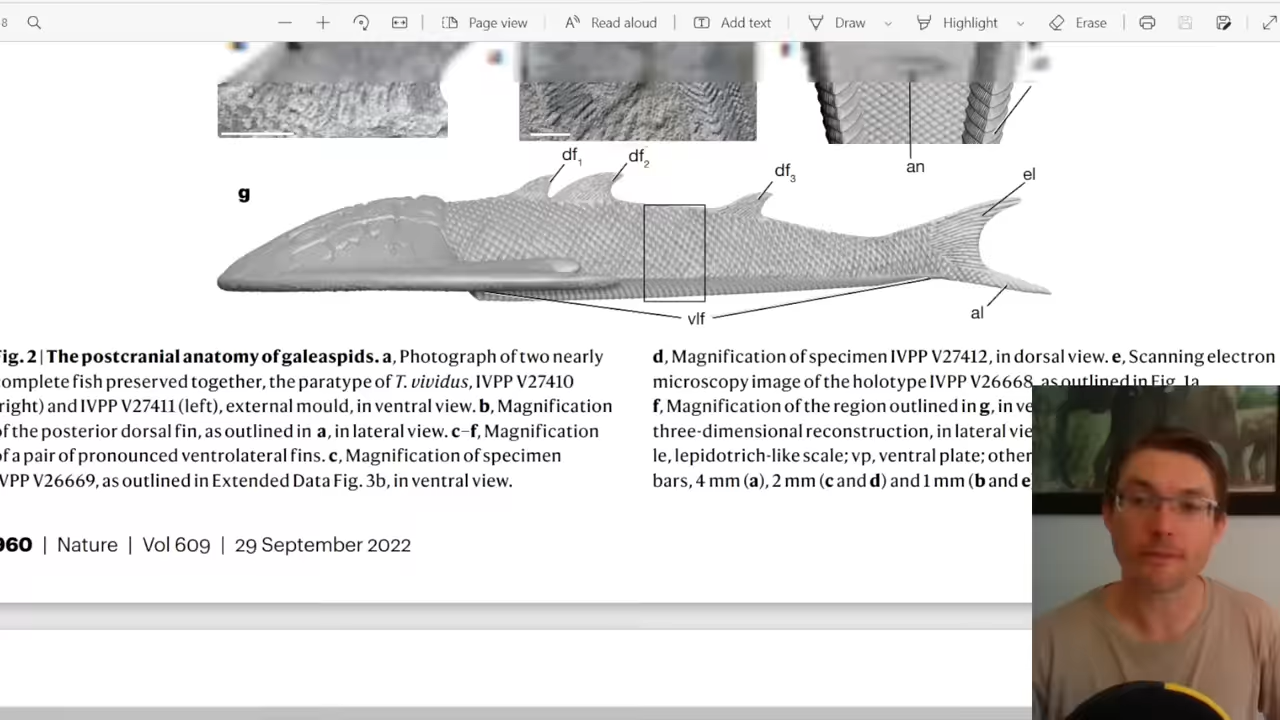 8
Page view
Read aloud
Add text
Draw
Highlight
Erase
df1
df2
df3
an
el
g
vlf
al
ig. 2 | The postcranial anatomy of galeaspids. a, Photograph of two nearly
omplete fish preserved together, the paratype of T. vividus, IVPP V27410
right) and IVPP V27411 (left), external mould, in ventral view. b, Magnification
of the posterior dorsal fin, as outlined in a, in lateral view. c–f, Magnification
of a pair of pronounced ventrolateral fins. c, Magnification of specimen
VPP V26669, as outlined in Extended Data Fig. 3b, in ventral view.
d, Magnification of specimen IVPP V27412, in dorsal view. e, Scanning electron
microscopy image of the holotype IVPP V26668, as outlined in Fig. 1a.
f, Magnification of the region outlined in g, in ve
three-dimensional reconstruction, in lateral vie
le, lepidotrich-like scale; vp, ventral plate; other
bars, 4 mm (a), 2 mm (c and d) and 1 mm (b and e
960 | Nature | Vol 609 | 29 September 2022